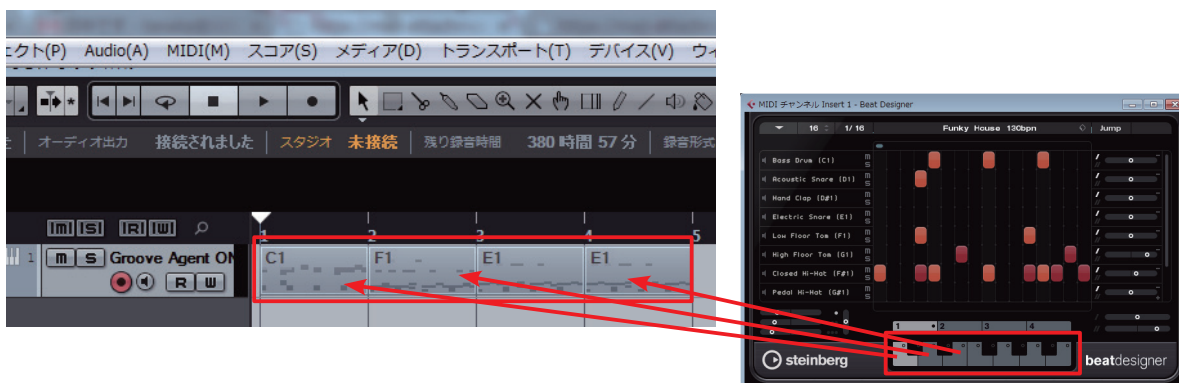 ェクト(P) Audio(A) MIDI(M) スコア(S) メディア(D) トランスポート(T) デバイス(V) ウィ
オーディオ出力 接続されました スタジオ 未接続 残り録音時間 380 時間 57 分 録音形式
1 2 3 4 5
1 m S Groove Agent ON
R W
C1 F1 E1 E1
MIDI チャンネル Insert 1 - Beat Designer
16 1/16 Funky House 130bpn Jump
Bass Drum (C1) m S
Acoustic Snare (D1) m S
Hand Clap (D#1) m S
Electric Snare (E1) m S
Low Floor Tom (F1) m S
High Floor Tom (G1) m S
Closed Hi-Hat (F#1) m S
Pedal Hi-Hat (G#1) m S
1 2 3 4
steinberg beatdesigner